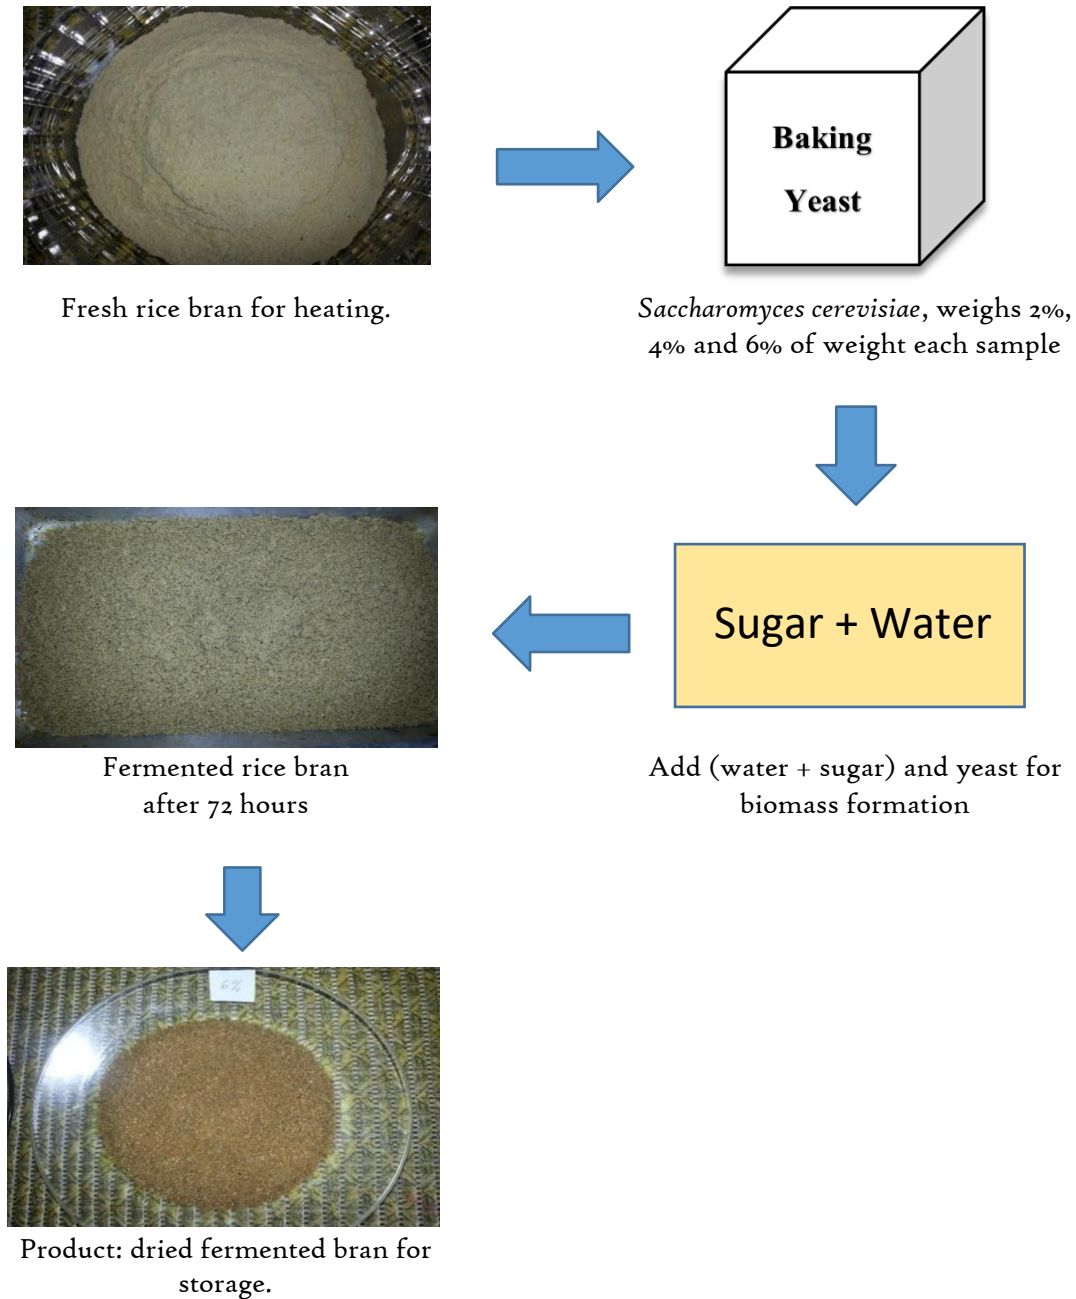 Baking
Yeast
Fresh rice bran for heating.
Saccharomyces cerevisiae, weighs 2%,
4% and 6% of weight each sample
Sugar + Water
Fermented rice bran
after 72 hours
Add (water + sugar) and yeast for
biomass formation
6%
Product: dried fermented bran for
storage.